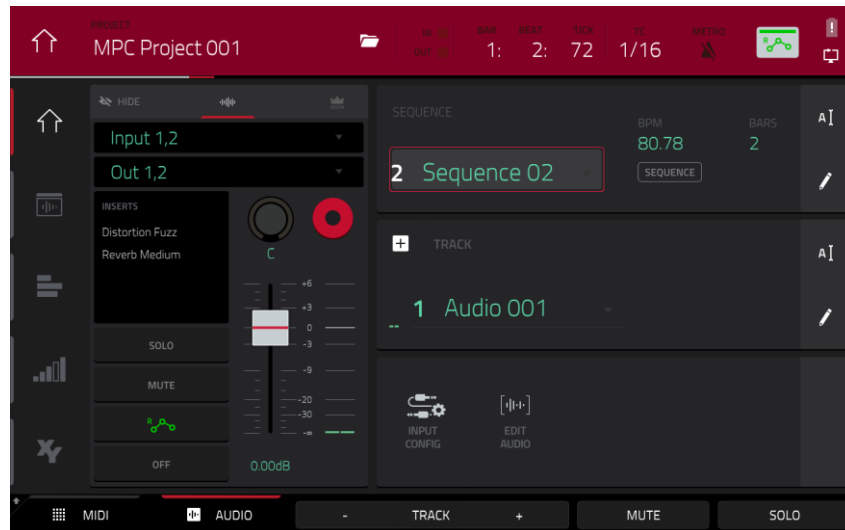 PROJECT
MPC Project 001
IN
OUT
BAR BEAT TICK TC METRO
1: 2: 72 1/16
R
!
HIDE
Input 1,2
Out 1,2
INSERTS
Distortion Fuzz
Reverb Medium
C
+6
+3
0
-3
-9
-20
-30
-∞
SOLO
MUTE
R
OFF
0.00dB
XY
SEQUENCE
BPM
BARS
80.78
2
2 Sequence 02
SEQUENCE
A
TRACK
A
1 Audio 001
--
INPUT
CONFIG
EDIT
AUDIO
MIDI AUDIO - TRACK + MUTE SOLO